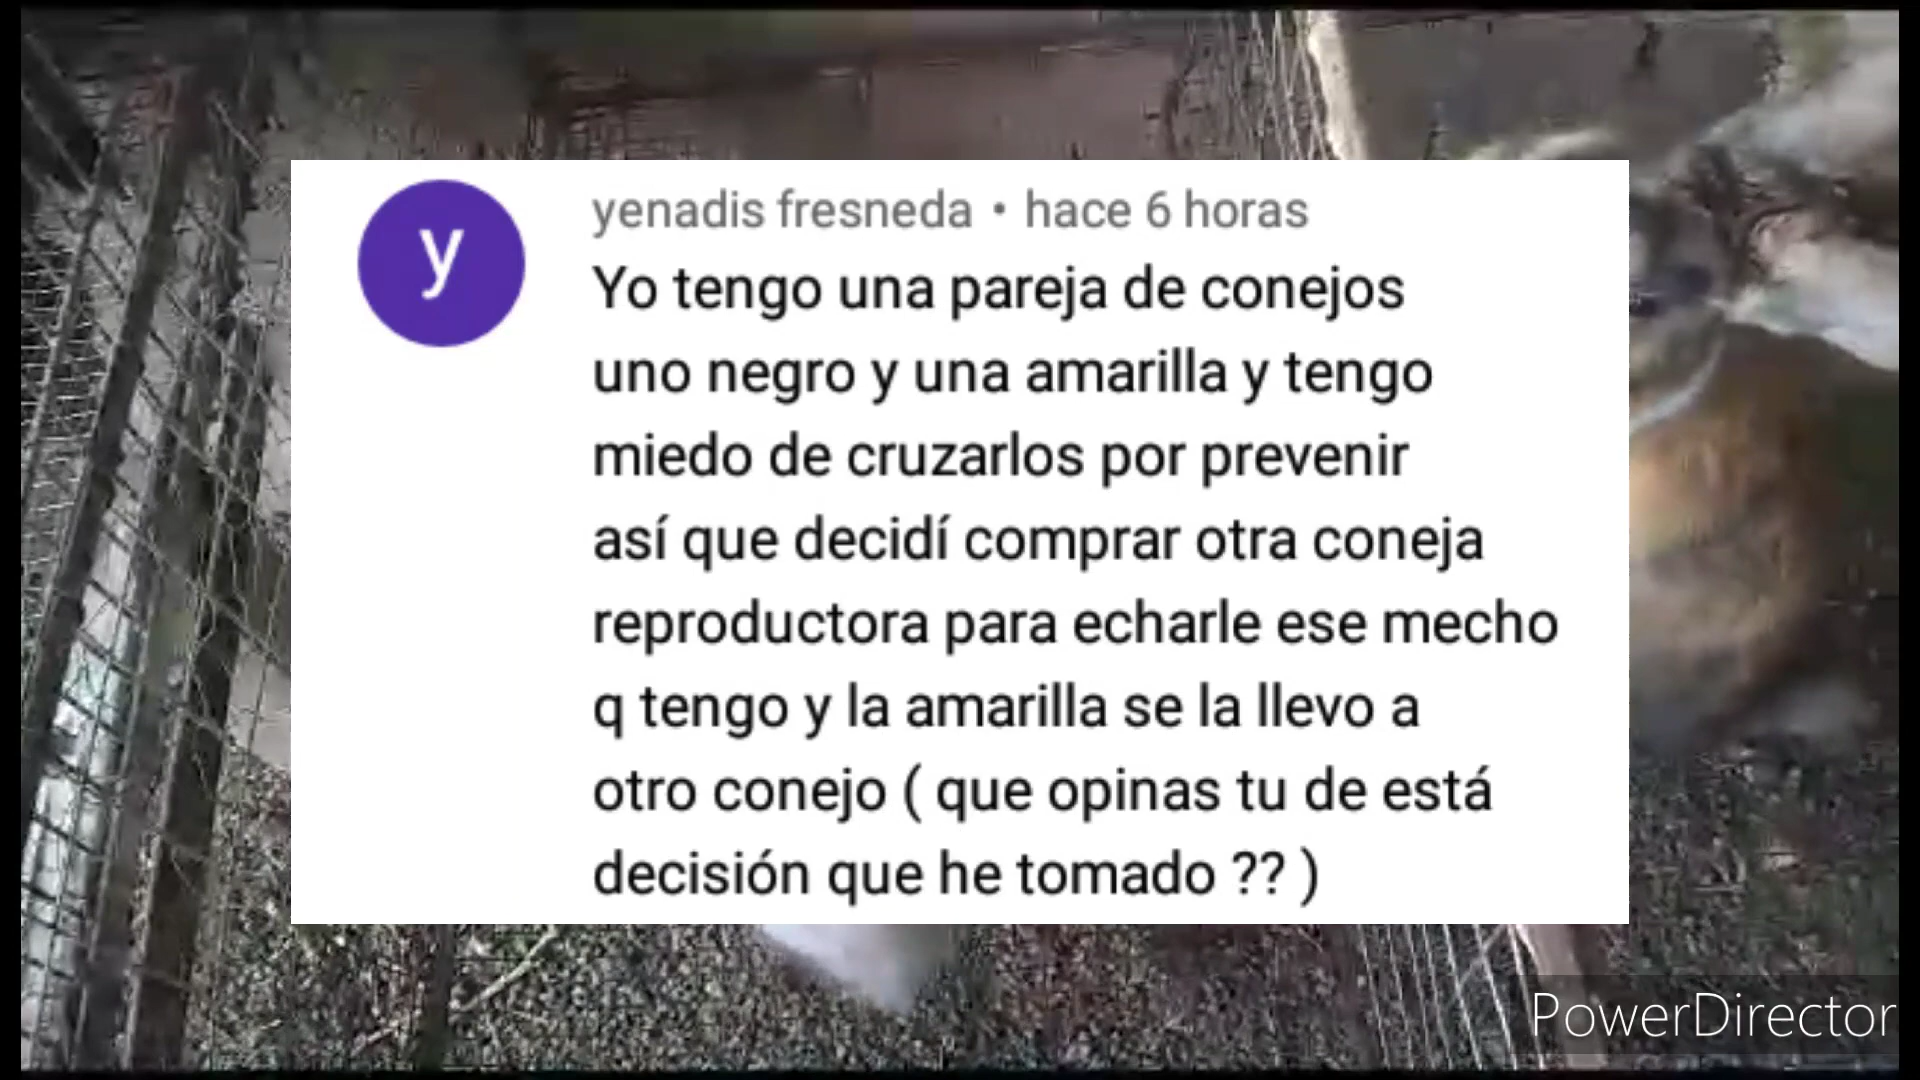 y
yenadis fresneda • hace 6 horas
Yo tengo una pareja de conejos
uno negro y una amarilla y tengo
miedo de cruzarlos por prevenir
así que decidí comprar otra coneja
reproductora para echarle ese mecho
q tengo y la amarilla se la llevo a
otro conejo ( que opinas tu de está
decisión que he tomado ?? )
PowerDirector